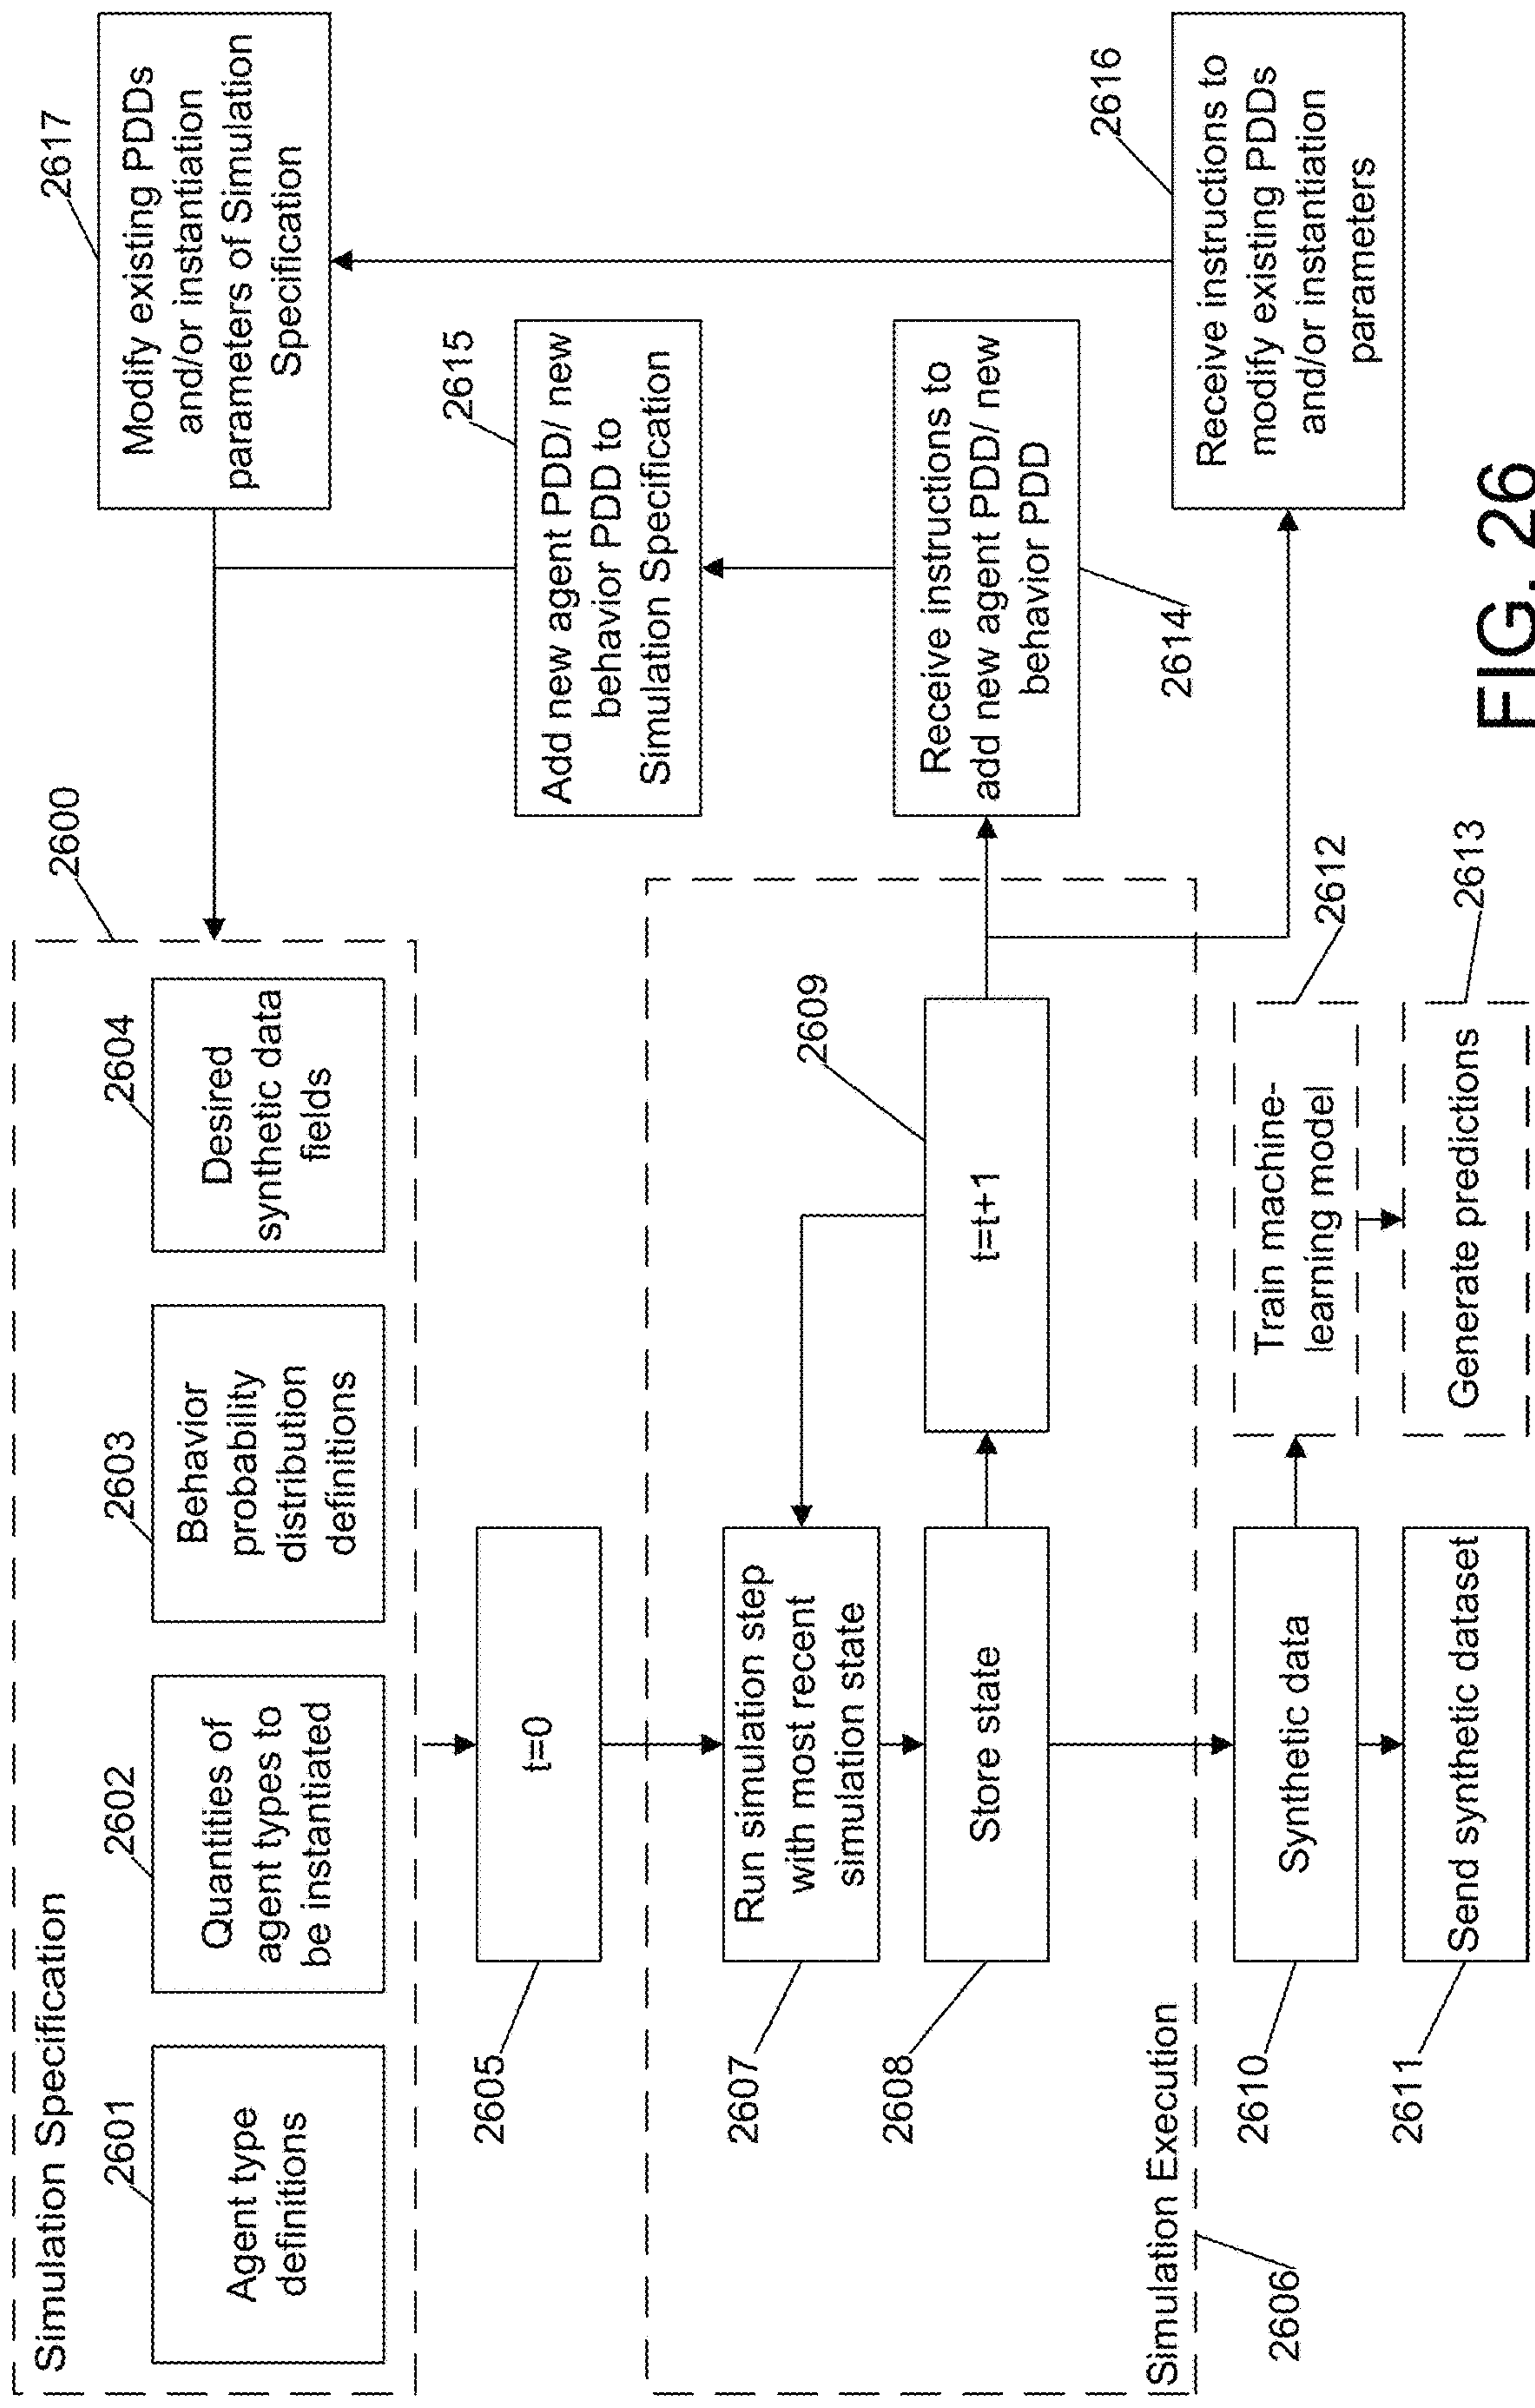 Simulation Specification
2600
2601
Agent type
definitions
2602
Quantities of
agent types to
be instantiated
2603
Behavior
probability
distribution
definitions
2604
Desired
synthetic data
fields
2617
Modify existing PDDs
and/or instantiation
parameters of Simulation
Specification
2605
t=0
2615
Add new agent PDD/ new
behavior PDD to
Simulation Specification
2607
Run simulation step
with most recent
simulation state
2608
Store state
2609
t=t+1
Receive instructions to
add new agent PDD/ new
behavior PDD
2614
2616
Receive instructions to
modify existing PDDs
and/or instantiation
parameters
Simulation Execution
2606
2610
Synthetic data
2611
Send synthetic dataset
2612
Train machine-
learning model
2613
Generate predictions
FIG. 26